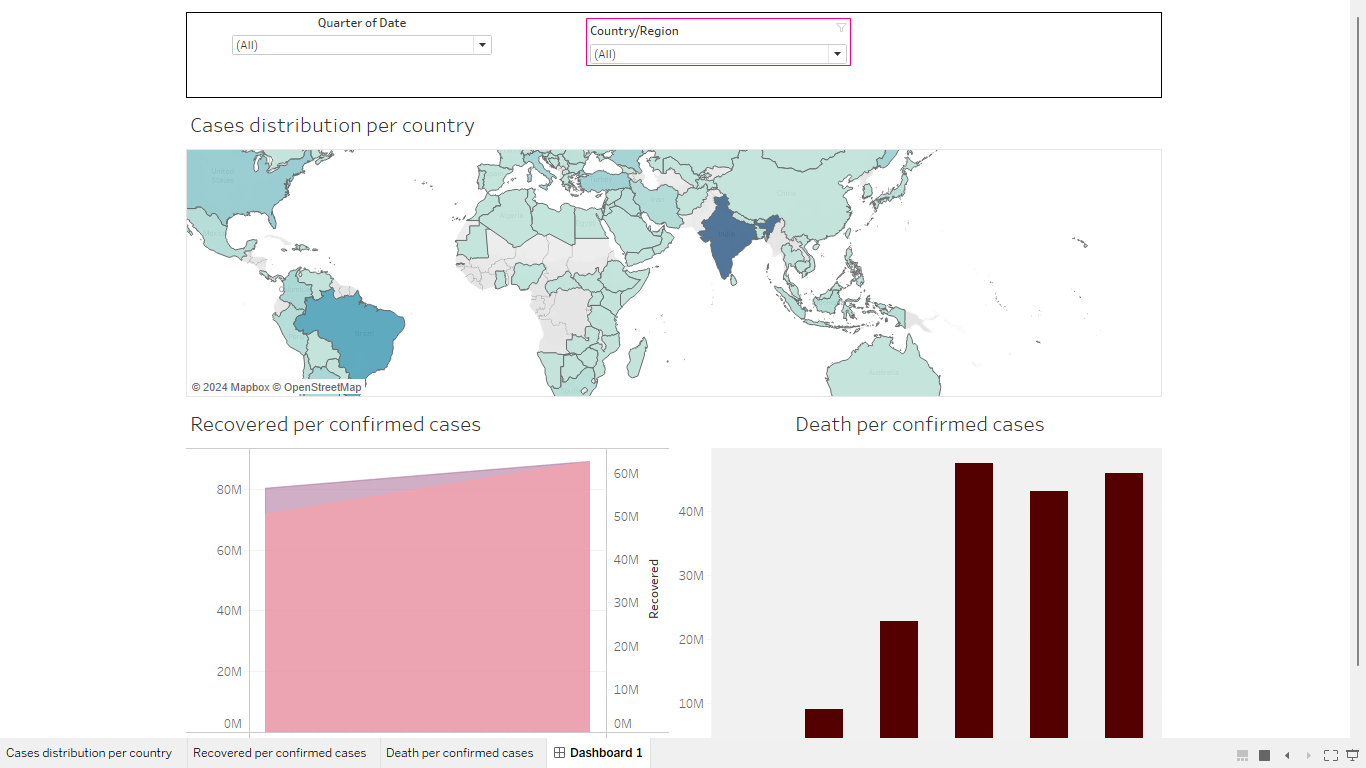 Quarter of Date
(All)
Country/Region
(All)
Cases distribution per country
United
States
China
India
Brazil
Australia
© 2024 Mapbox © OpenStreetMap
Recovered per confirmed cases
80M
60M
40M
20M
0M
60M
50M
40M
30M
20M
10M
0M
Recovered
Death per confirmed cases
40M
30M
20M
10M
Cases distribution per country
Recovered per confirmed cases
Death per confirmed cases
Dashboard 1